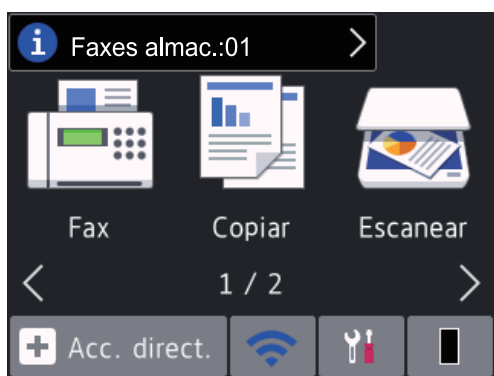 Faxes almac.:01
Fax Copiar Escanear
1 / 2
Acc. direct.